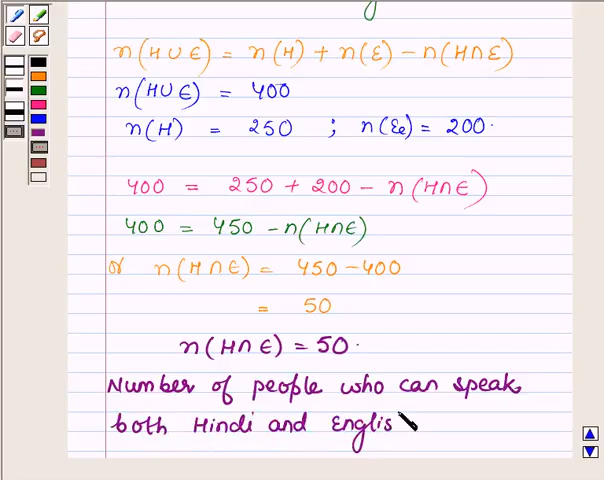 n(H∪E) = n(H) + n(E) - n(H∩E)
n(H∪E) = 400
n(H) = 250 ; n(E) = 200.
400 = 250 + 200 - n(H∩E)
400 = 450 - n(H∩E)
or n(H∩E) = 450 - 400
= 50
n(H∩E) = 50.
Number of people who can speak
both Hindi and Englis